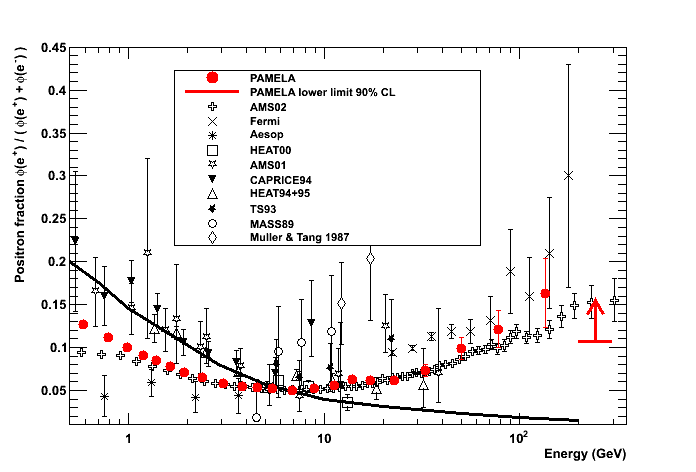 Positron fraction ϕ(e⁺) / ( ϕ(e⁺) + ϕ(e⁻) )
0.45
0.4
0.35
0.3
0.25
0.2
0.15
0.1
0.05
PAMELA
PAMELA lower limit 90% CL
AMS02
Fermi
Aesop
HEAT00
AMS01
CAPRICE94
HEAT94+95
TS93
MASS89
Muller & Tang 1987
1 10 10²
Energy (GeV)